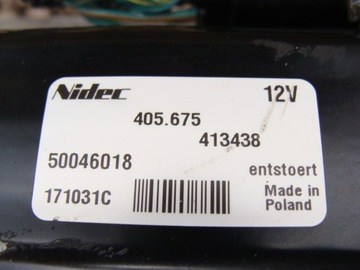 Nidec 12V
405.675
413438
50046018 entstoert
171031C Made in
Poland